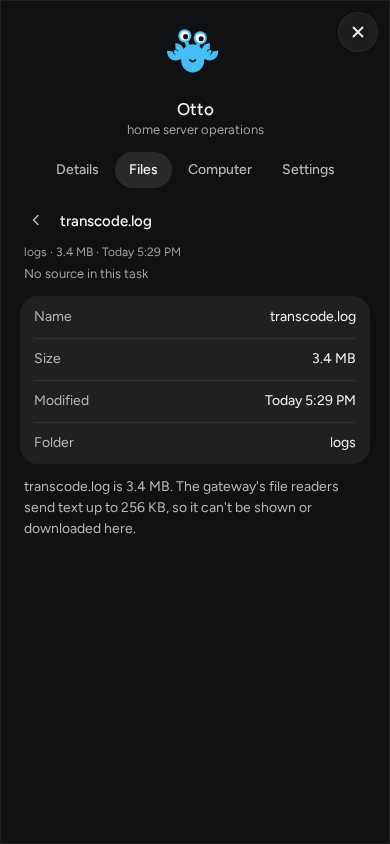 Otto
home server operations
Details Files Computer Settings
transcode.log
logs · 3.4 MB · Today 5:29 PM
No source in this task
Name transcode.log
Size 3.4 MB
Modified Today 5:29 PM
Folder logs
transcode.log is 3.4 MB. The gateway's file readers
send text up to 256 KB, so it can't be shown or
downloaded here.